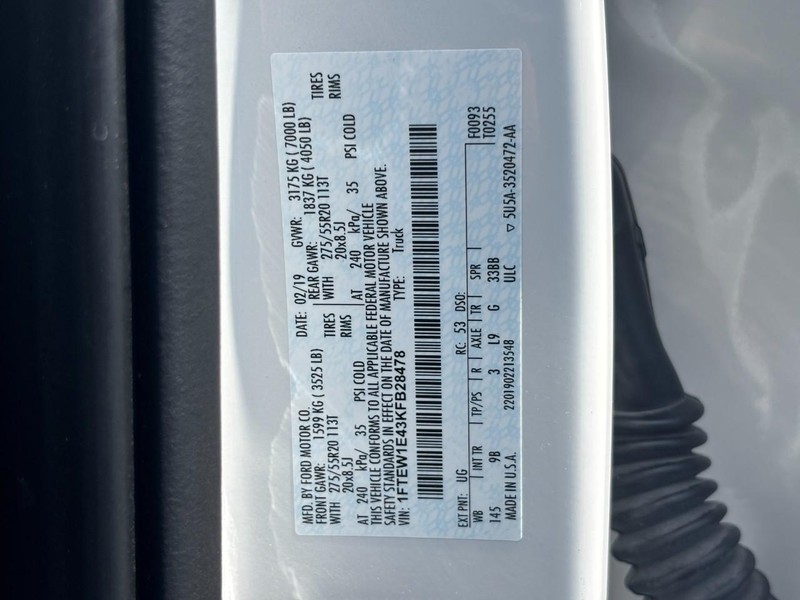 MFD. BY FORD MOTOR CO.
DATE: 02/19 GVWR: 3175 KG ( 7000 LB)
FRONT GAWR: 1599 KG ( 3525 LB) REAR GAWR: 1837 KG ( 4050 LB)
WITH 275/55R20 113T TIRES WITH 275/55R20 113T TIRES
20x8.5J RIMS 20x8.5J RIMS
AT 240 kPa/ 35 PSI COLD AT 240 kPa/ 35 PSI COLD
THIS VEHICLE CONFORMS TO ALL APPLICABLE FEDERAL MOTOR VEHICLE
SAFETY STANDARDS IN EFFECT ON THE DATE OF MANUFACTURE SHOWN ABOVE.
VIN: 1FTEW1E43KFB28478 TYPE: Truck
EXT PNT: UG RC: 53 DSO: F0093
WB INT TR TP/PS R AXLE TR SPR T0255
145 9B 3 L9 G 33BB
MADE IN U.S.A. 2201902213548 ULC ▽ 5U5A-3520472-AA